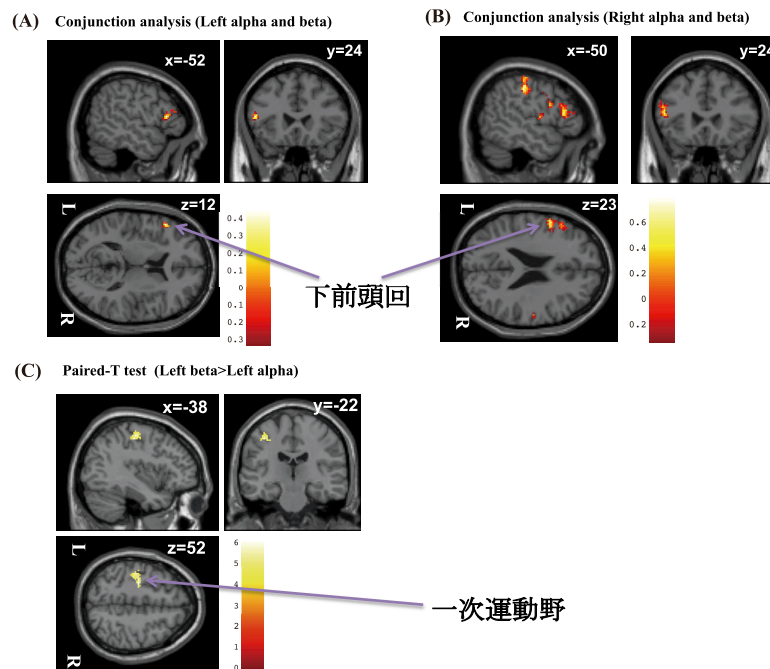 (A) Conjunction analysis (Left alpha and beta)
x=-52
y=24
z=12
L
R
0.4
0.3
0.2
0.1
0
0.1
0.2
0.3
(B) Conjunction analysis (Right alpha and beta)
x=-50
y=24
z=23
L
R
0.6
0.4
0.2
0
0.2
下前頭回
(C) Paired-T test (Left beta>Left alpha)
x=-38
y=-22
z=52
L
R
6
5
4
3
2
1
0
一次運動野